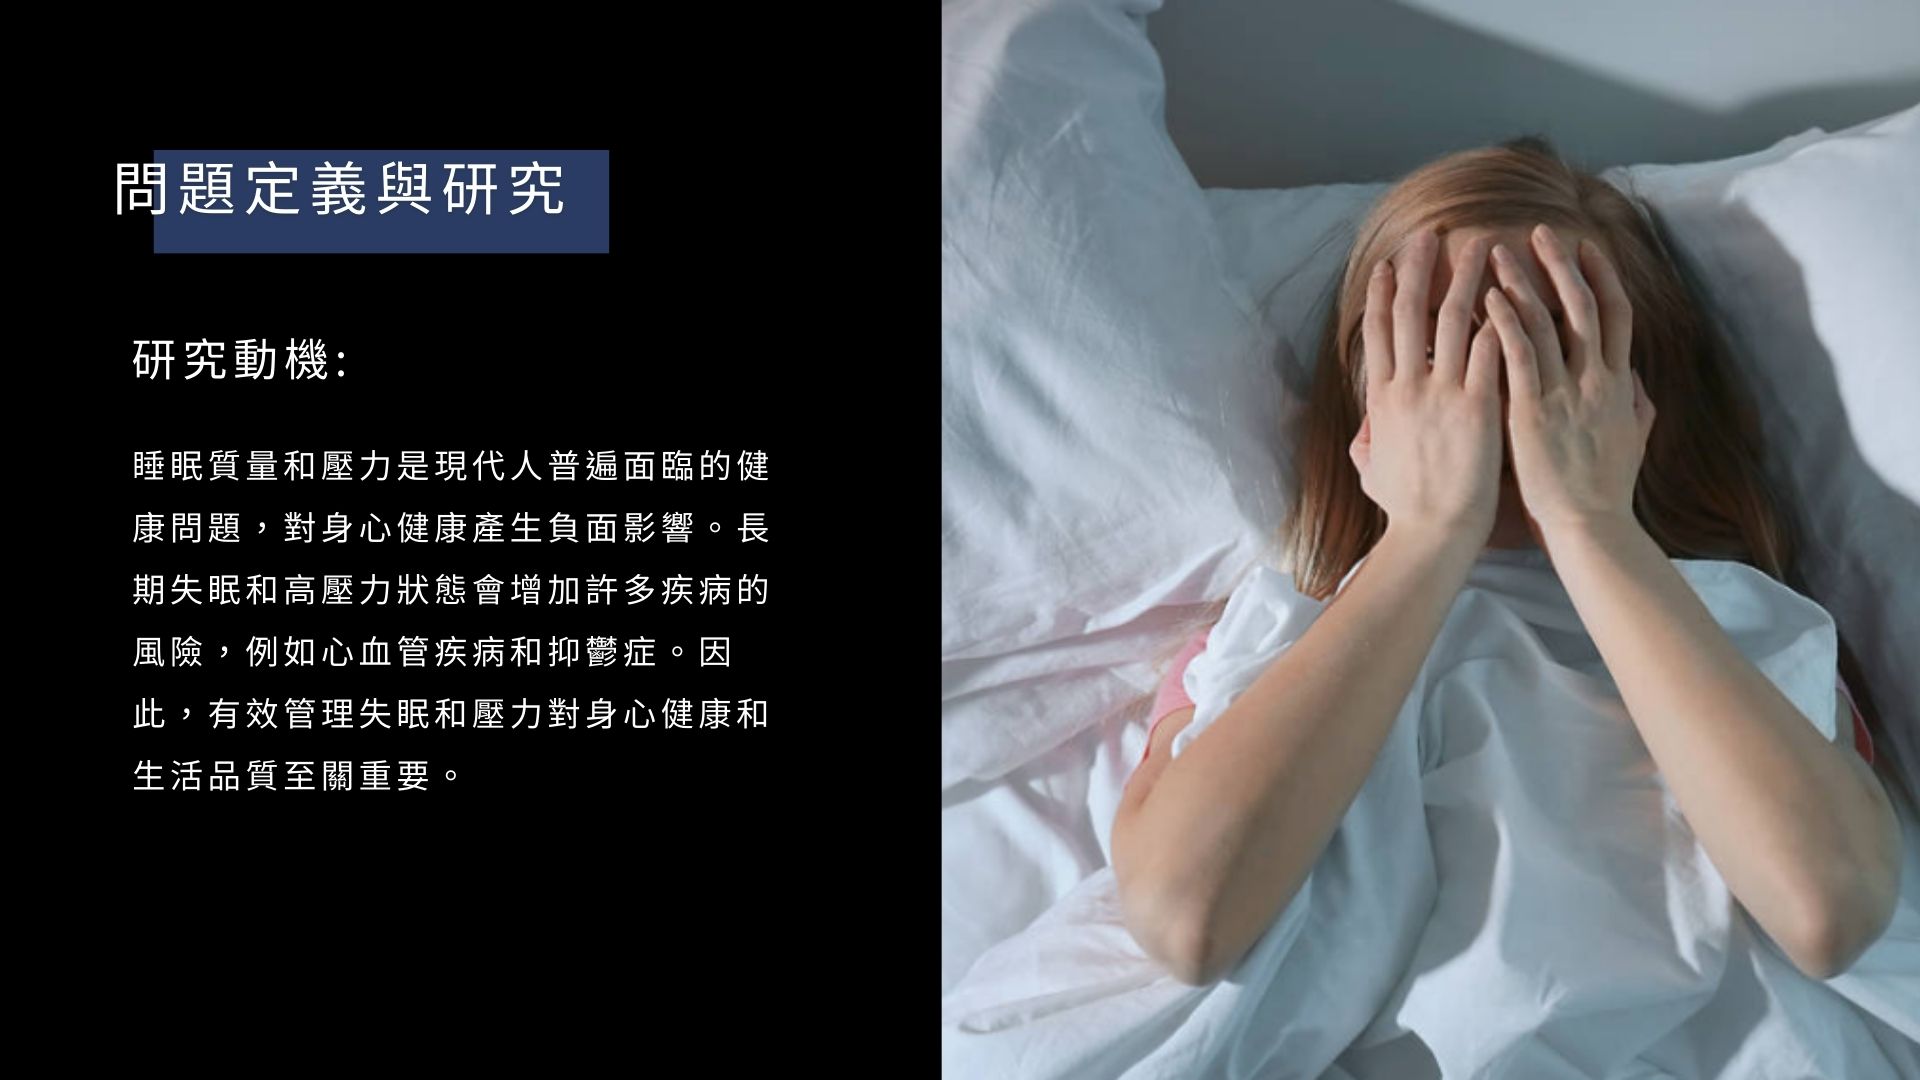 問題定義與研究
研究動機:
睡眠質量和壓力是現代人普遍面臨的健
康問題，對身心健康產生負面影響。長
期失眠和高壓力狀態會增加許多疾病的
風險，例如心血管疾病和抑鬱症。因
此，有效管理失眠和壓力對身心健康和
生活品質至關重要。